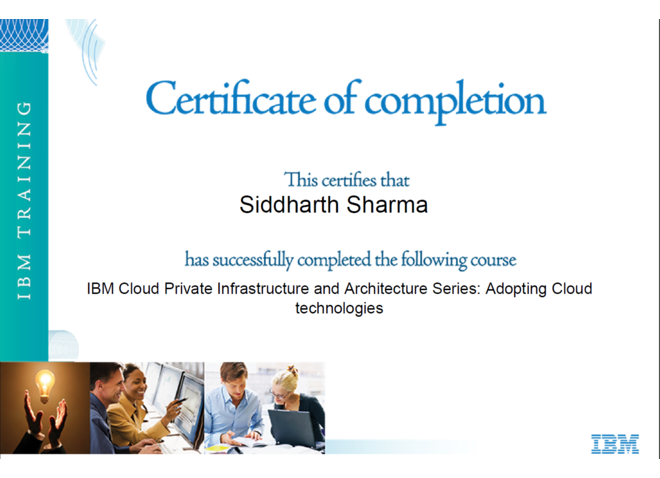 IBM TRAINING
Certificate of completion
This certifies that
Siddharth Sharma
has successfully completed the following course
IBM Cloud Private Infrastructure and Architecture Series: Adopting Cloud
technologies
IBM